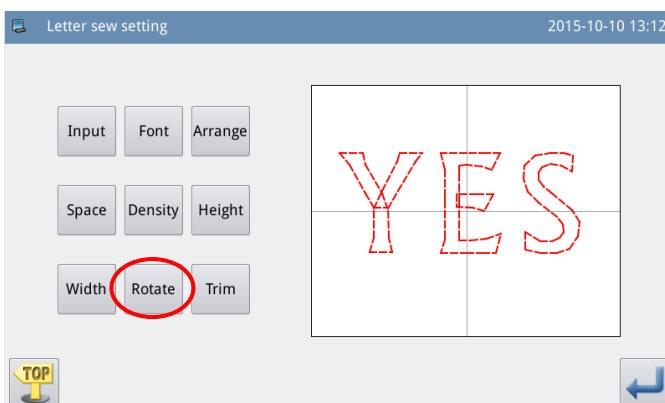 Letter sew setting 2015-10-10 13:12
Input Font Arrange
Space Density Height
Width Rotate Trim
YES
TOP